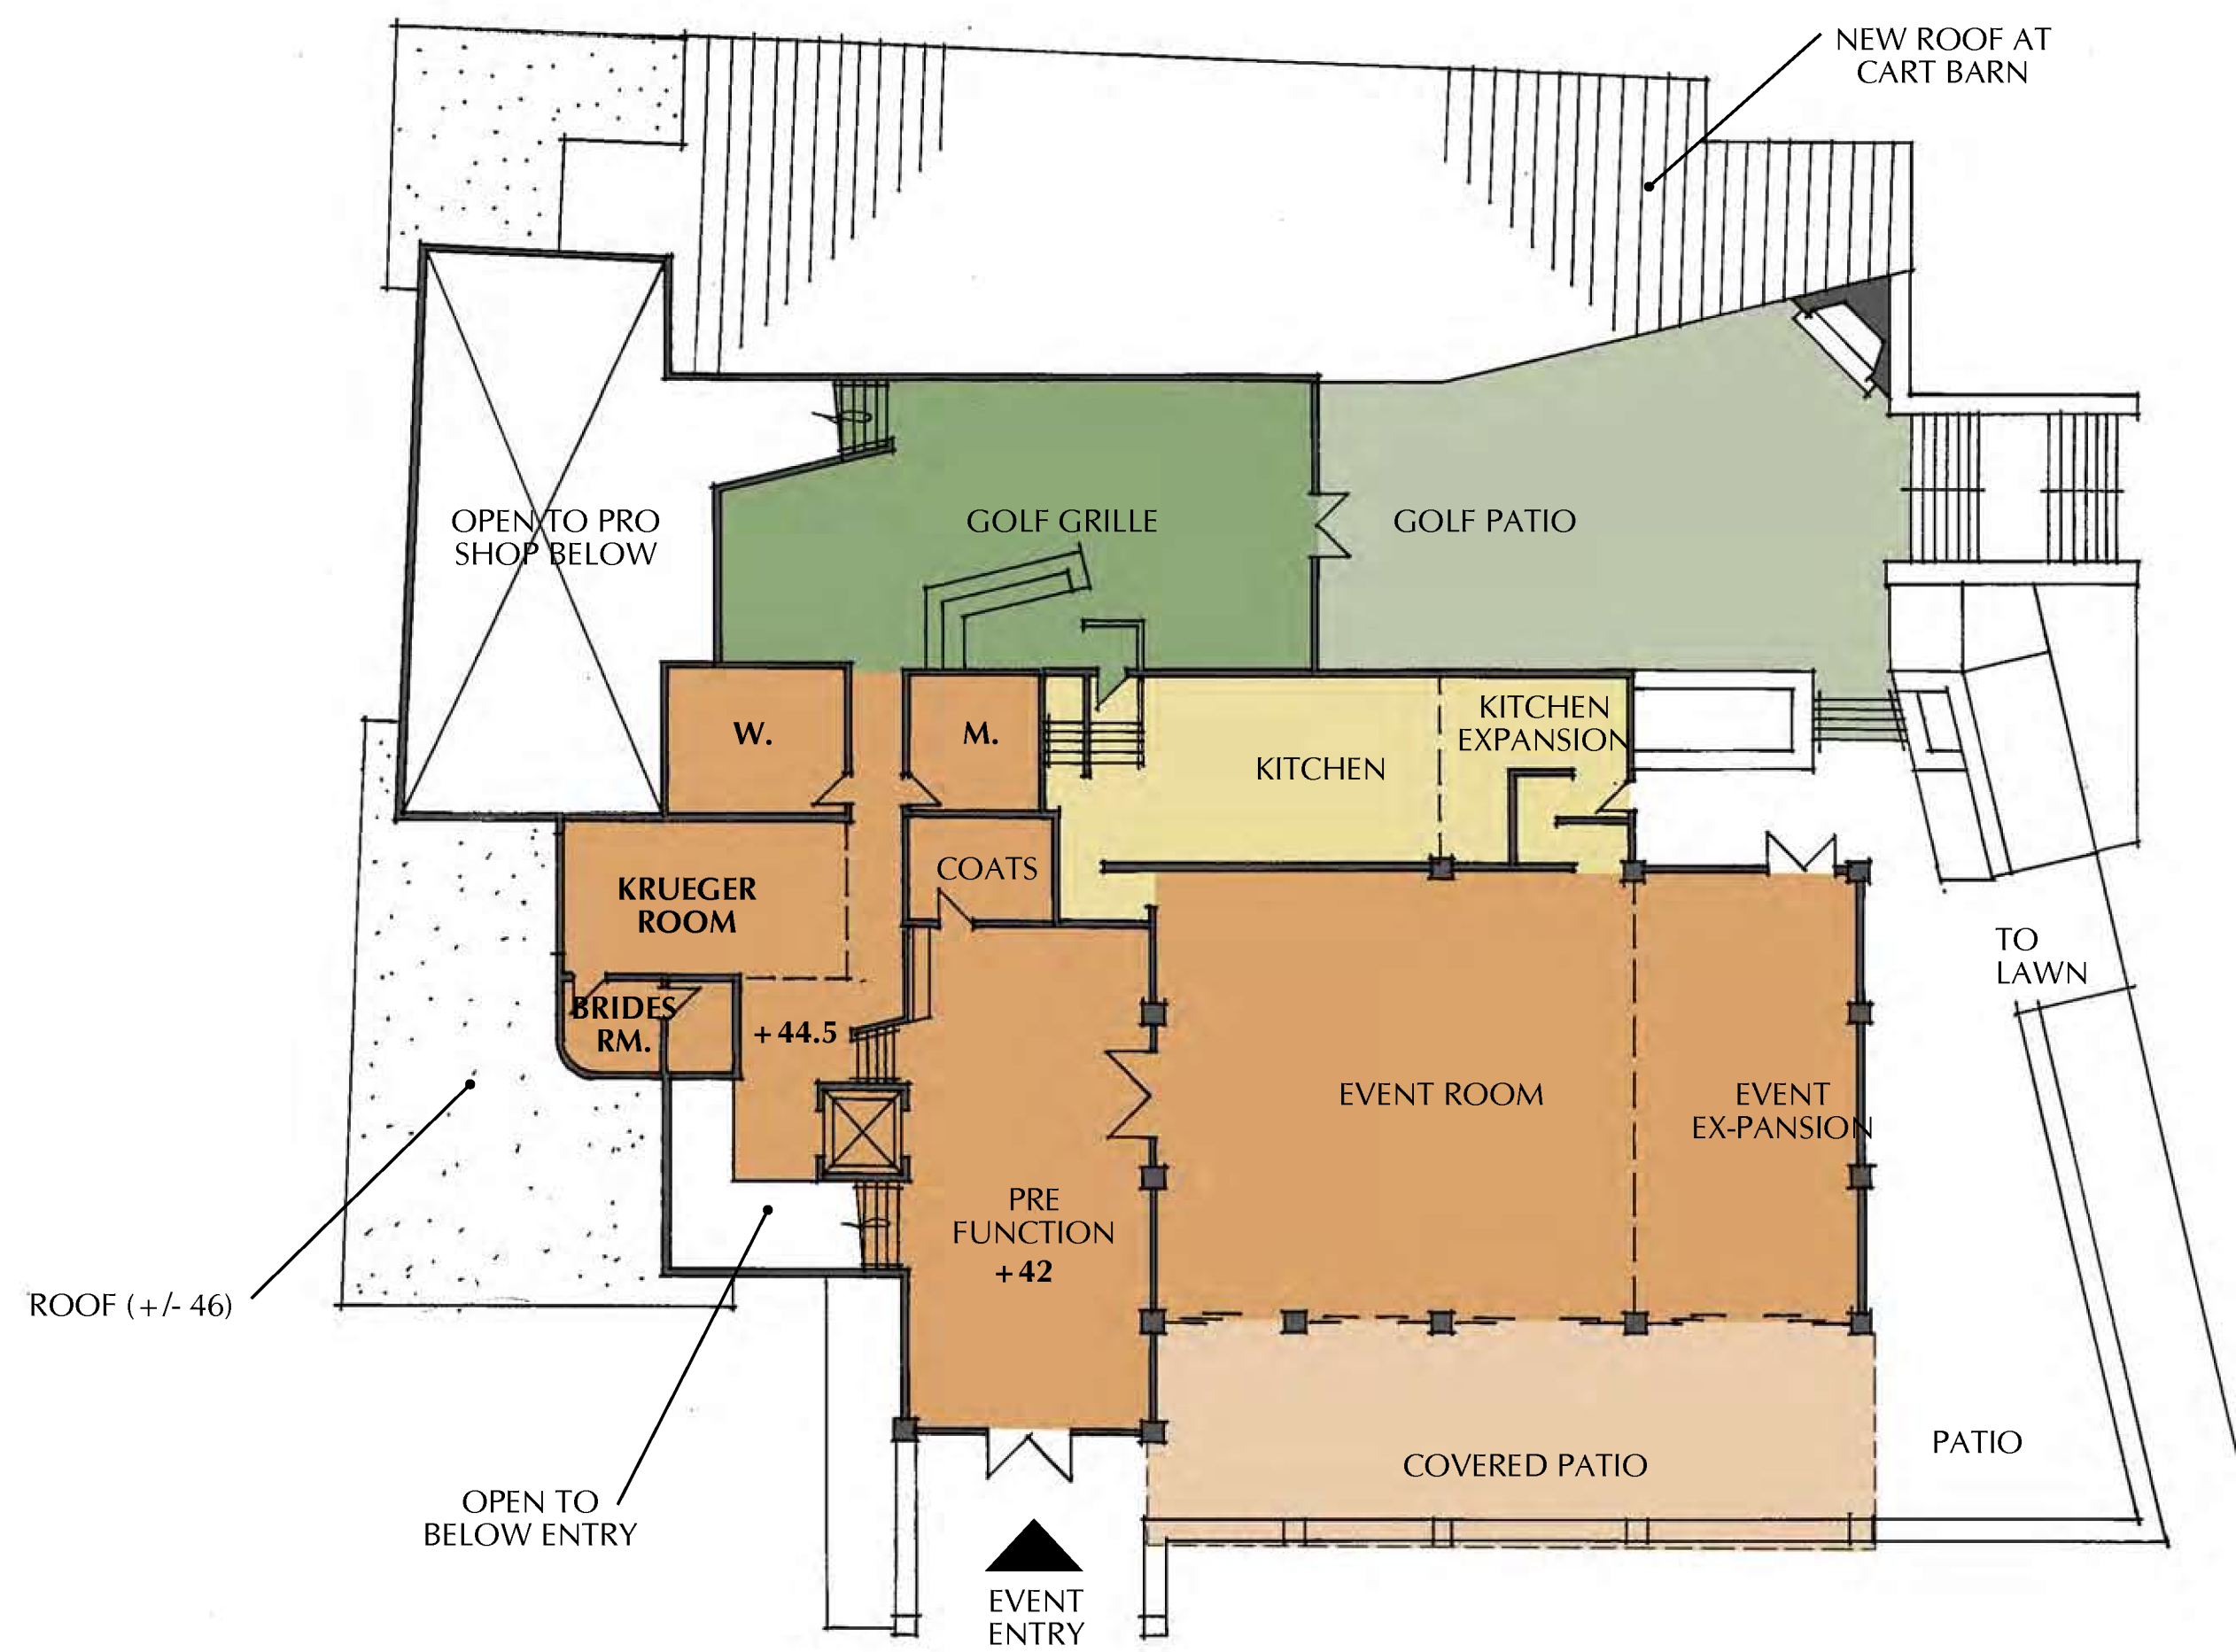 NEW ROOF AT
CART BARN
OPEN TO PRO
SHOP BELOW
GOLF GRILLE
GOLF PATIO
W.
M.
KITCHEN
KITCHEN
EXPANSION
COATS
KRUEGER
ROOM
BRIDES
RM.
+44.5
TO
LAWN
EVENT ROOM
EVENT
EX-PANSION
PRE
FUNCTION
+42
ROOF (+/- 46)
COVERED PATIO
PATIO
OPEN TO
BELOW ENTRY
EVENT
ENTRY